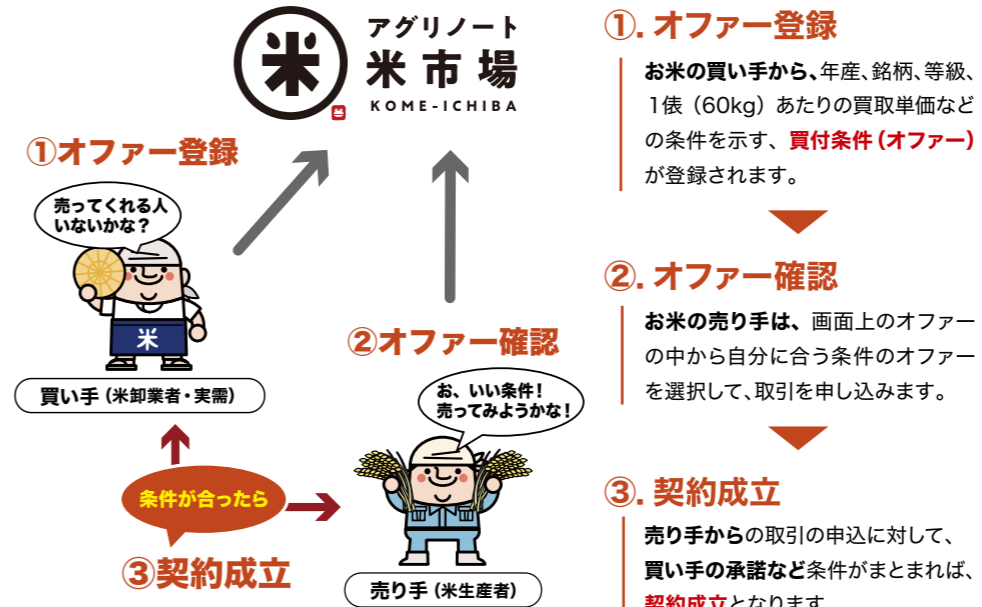 米
アグリノート
米市場
KOME-ICHIBA
①オファー登録
売ってくれる人
いないかな？
米
買い手（米卸業者・実需）
②オファー確認
お、いい条件！
売ってみようかな！
売り手（米生産者）
条件が合ったら
③契約成立
①. オファー登録
お米の買い手から、年産、銘柄、等級、
1俵（60kg）あたりの買取単価など
の条件を示す、買付条件（オファー）
が登録されます。
②. オファー確認
お米の売り手は、画面上のオファー
の中から自分に合う条件のオファー
を選択して、取引を申し込みます。
③. 契約成立
売り手からの取引の申込に対して、
買い手の承諾など条件がまとまれば、
契約成立となります